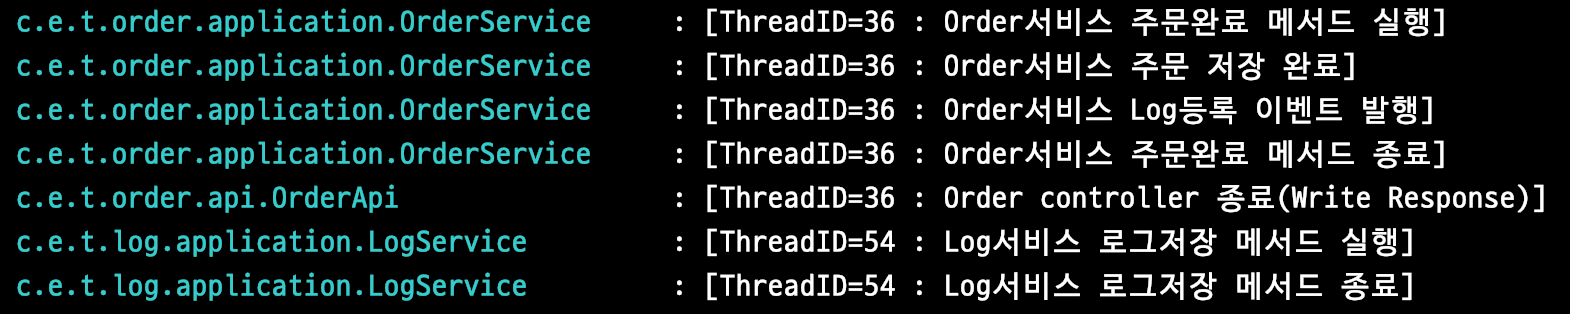 c.e.t.order.application.OrderService : [ThreadID=36 : Order서비스 주문완료 메서드 실행]
c.e.t.order.application.OrderService : [ThreadID=36 : Order서비스 주문 저장 완료]
c.e.t.order.application.OrderService : [ThreadID=36 : Order서비스 Log등록 이벤트 발행]
c.e.t.order.application.OrderService : [ThreadID=36 : Order서비스 주문완료 메서드 종료]
c.e.t.order.api.OrderApi : [ThreadID=36 : Order controller 종료(Write Response)]
c.e.t.log.application.LogService : [ThreadID=54 : Log서비스 로그저장 메서드 실행]
c.e.t.log.application.LogService : [ThreadID=54 : Log서비스 로그저장 메서드 종료]